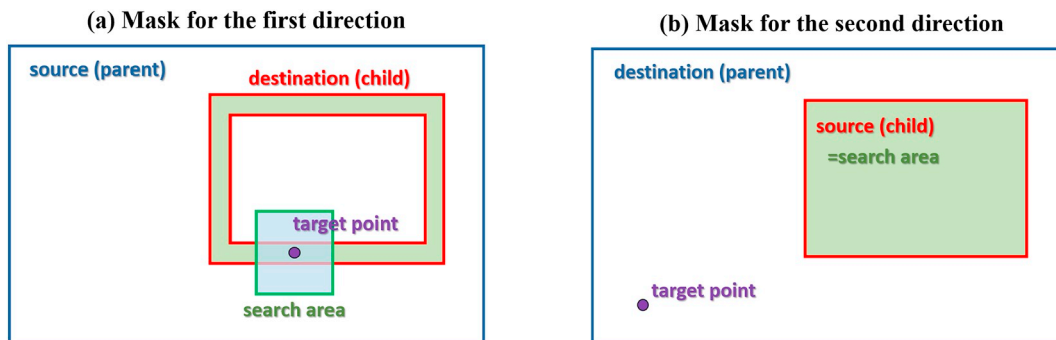 (a) Mask for the first direction
source (parent)
destination (child)
target point
search area
(b) Mask for the second direction
destination (parent)
source (child)
=search area
target point